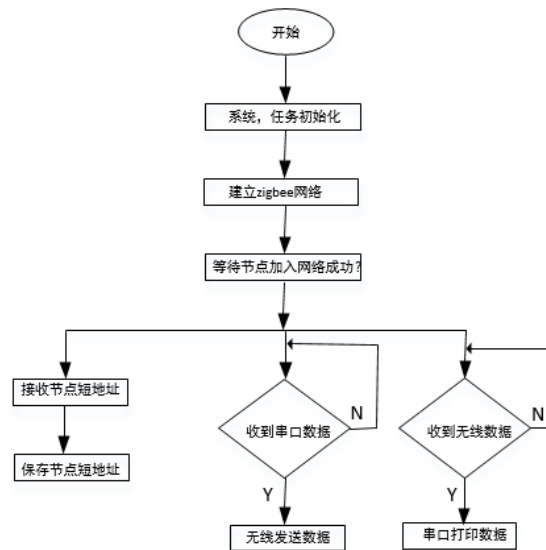 开始
系统，任务初始化
建立zigbee网络
等待节点加入网络成功?
接收节点短地址
收到串口数据
N
收到无线数据
N
保存节点短地址
Y
Y
无线发送数据
串口打印数据